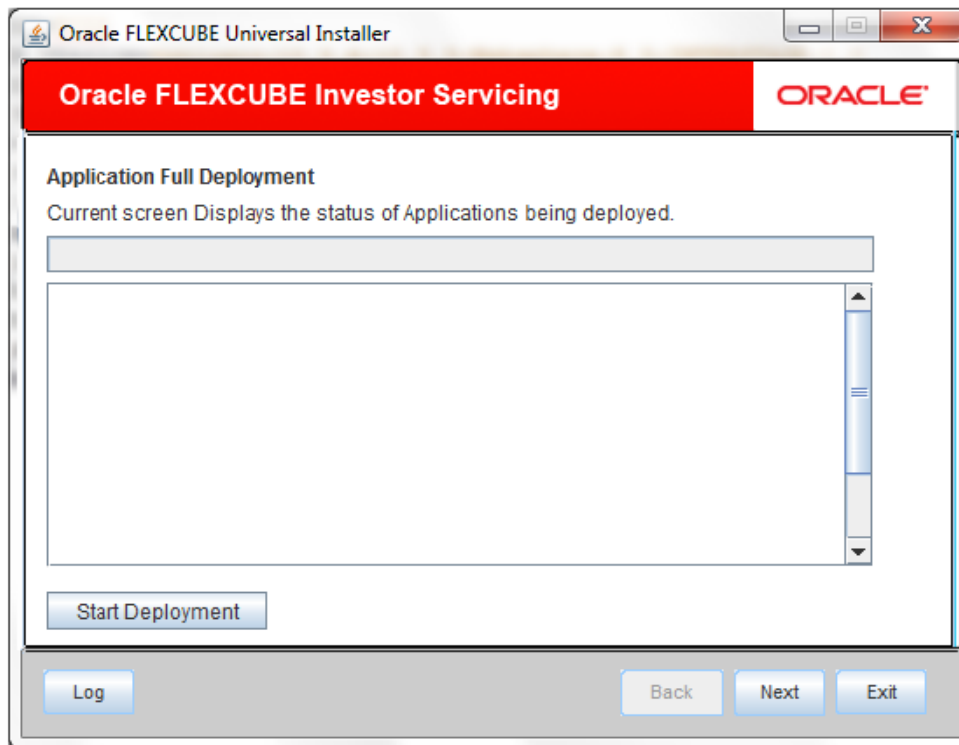 Oracle FLEXCUBE Universal Installer
Oracle FLEXCUBE Investor Servicing
ORACLE
Application Full Deployment
Current screen Displays the status of Applications being deployed.
Start Deployment
Log
Back
Next
Exit